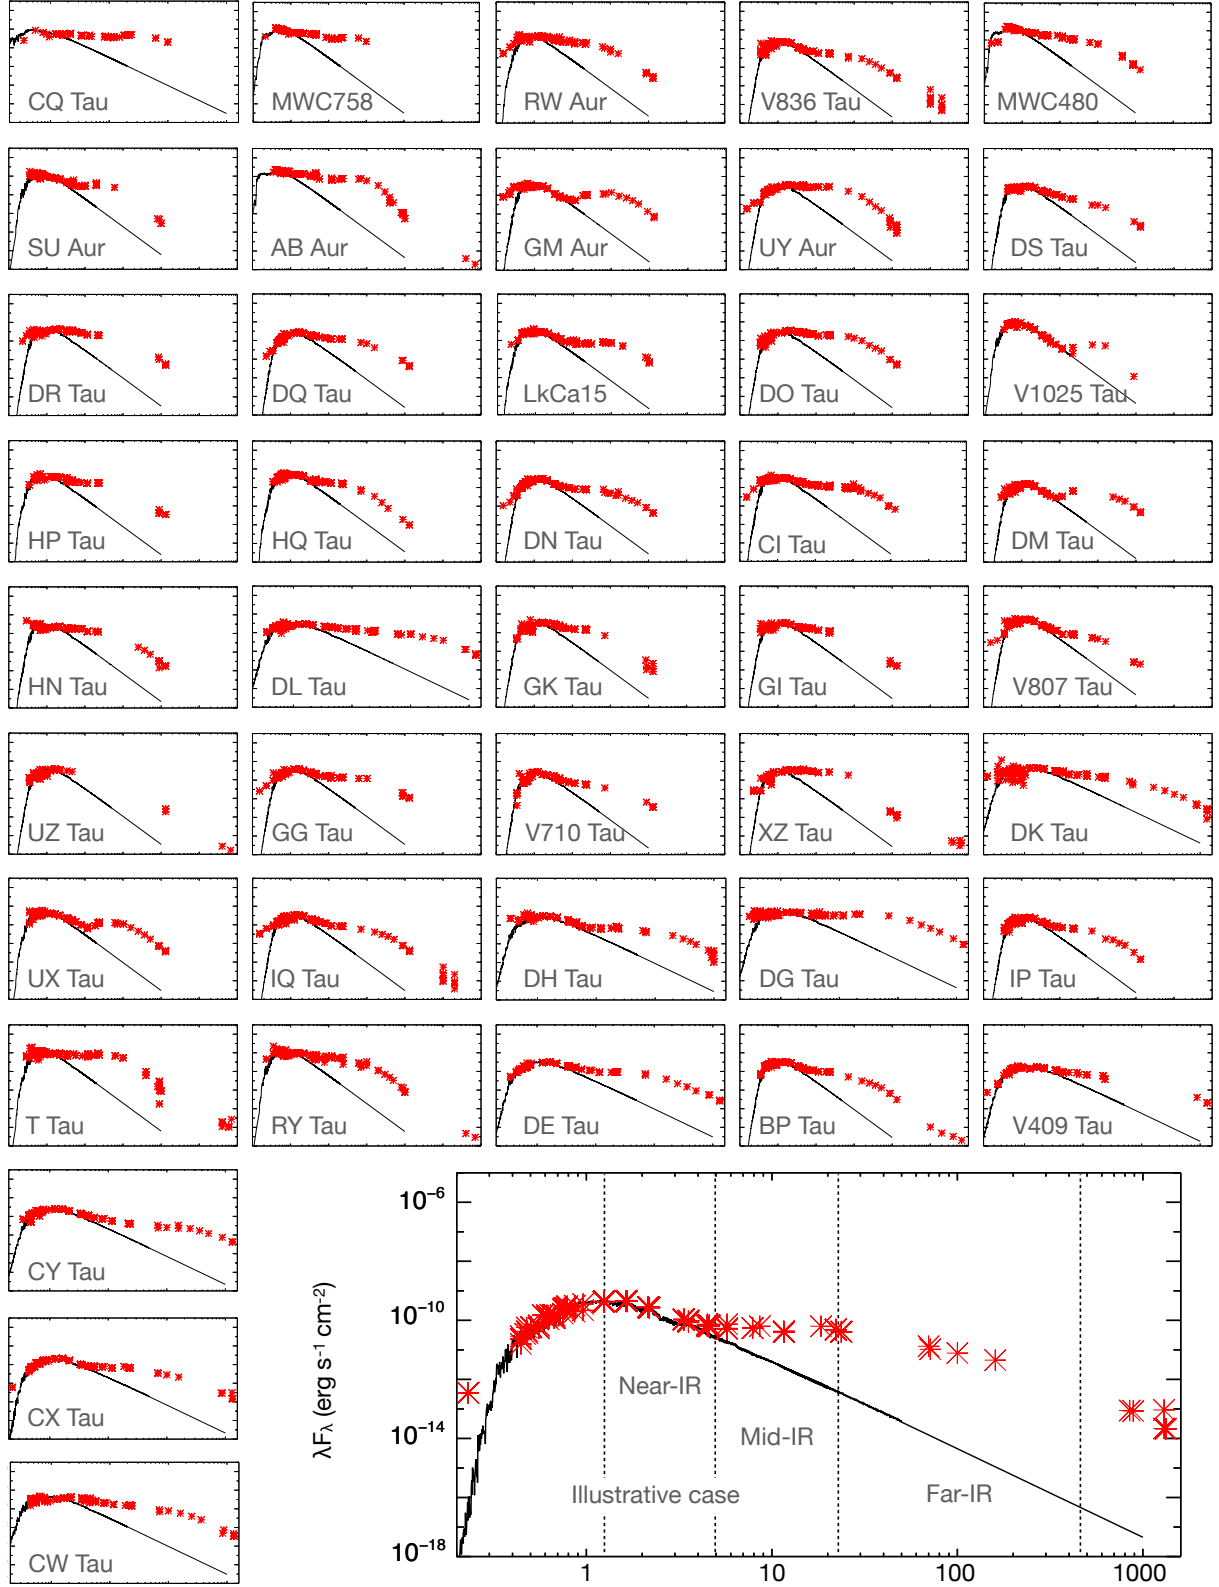 CQ Tau
MWC758
RW Aur
V836 Tau
MWC480
SU Aur
AB Aur
GM Aur
UY Aur
DS Tau
DR Tau
DQ Tau
LkCa15
DO Tau
V1025 Tau
HP Tau
HQ Tau
DN Tau
CI Tau
DM Tau
HN Tau
DL Tau
GK Tau
GI Tau
V807 Tau
UZ Tau
GG Tau
V710 Tau
XZ Tau
DK Tau
UX Tau
IQ Tau
DH Tau
DG Tau
IP Tau
T Tau
RY Tau
DE Tau
BP Tau
V409 Tau
CY Tau
CX Tau
CW Tau
λFλ (erg s⁻¹ cm⁻²)
10⁻⁶
10⁻¹⁰
10⁻¹⁴
10⁻¹⁸
Near-IR
Mid-IR
Far-IR
Illustrative case
1
10
100
1000